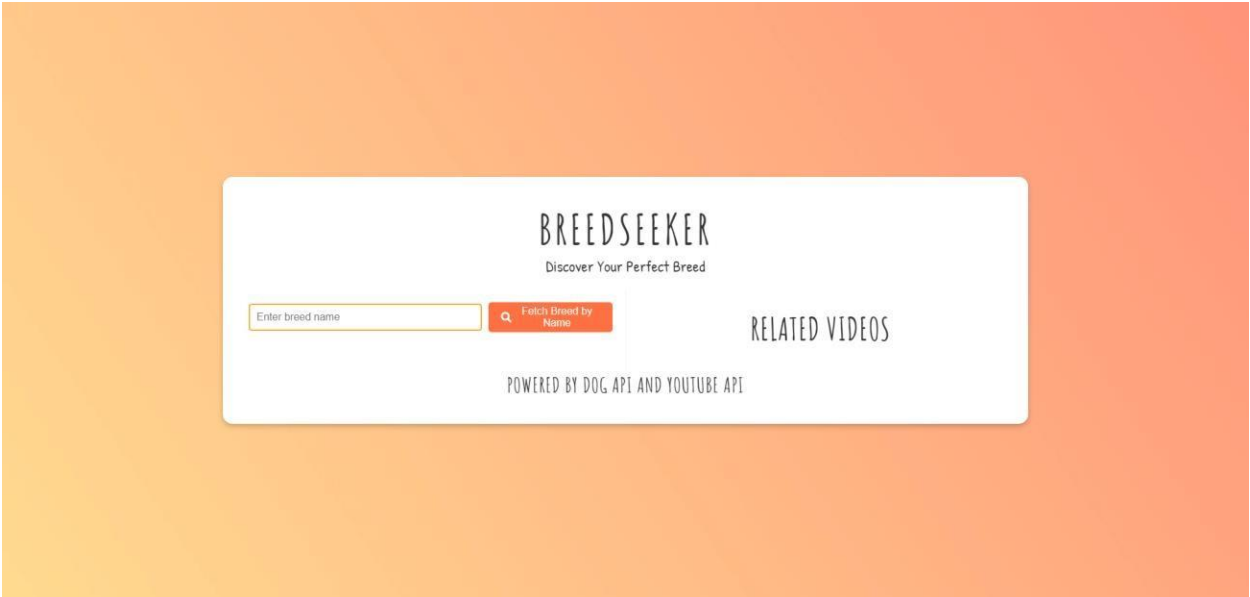 BREEDSEEKER
Discover Your Perfect Breed
Enter breed name
Fetch Breed by
Name
RELATED VIDEOS
POWERED BY DOG API AND YOUTUBE API